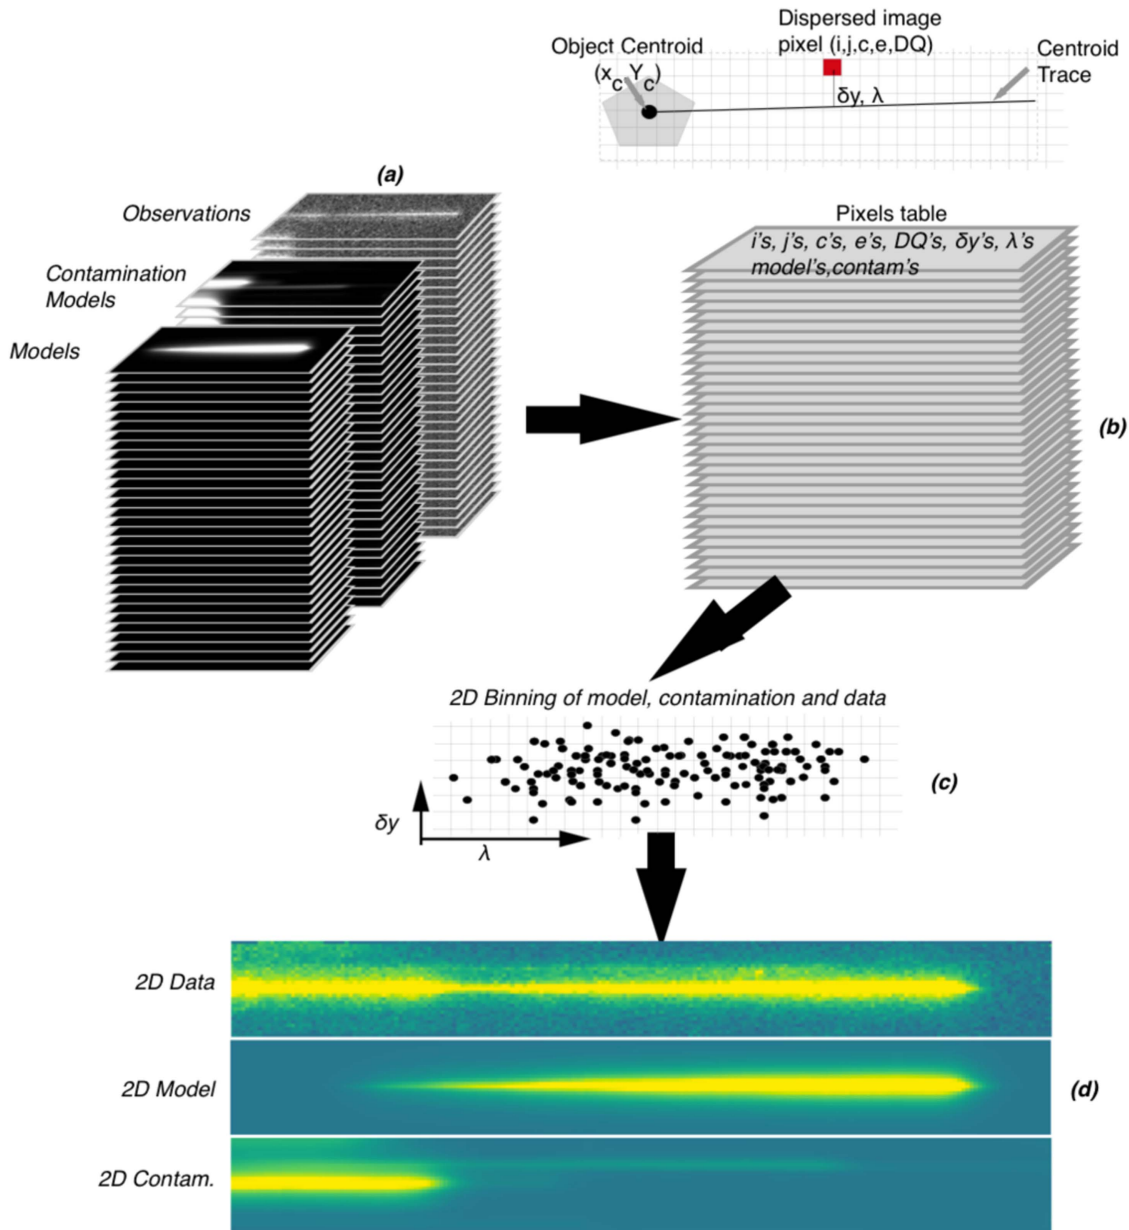 Dispersed image
pixel (i,j,c,e,DQ)
Object Centroid
(x_c Y_c)
Centroid
Trace
δy, λ
(a)
Observations
Contamination
Models
Models
Pixels table
i's, j's, c's, e's, DQ's, δy's, λ's
model's,contam's
(b)
2D Binning of model, contamination and data
(c)
δy
λ
2D Data
2D Model
(d)
2D Contam.